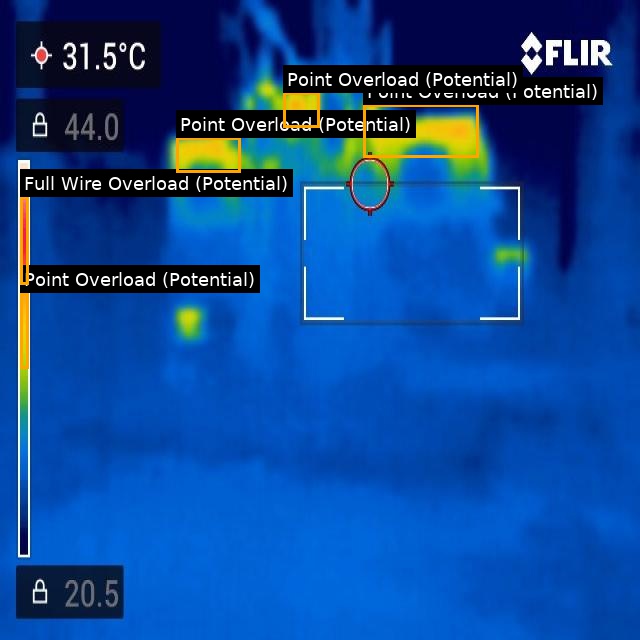 31.5°C
FLIR
44.0
Point Overload (Potential)
Point Overload (Potential)
Point Overload (Potential)
Full Wire Overload (Potential)
Point Overload (Potential)
20.5